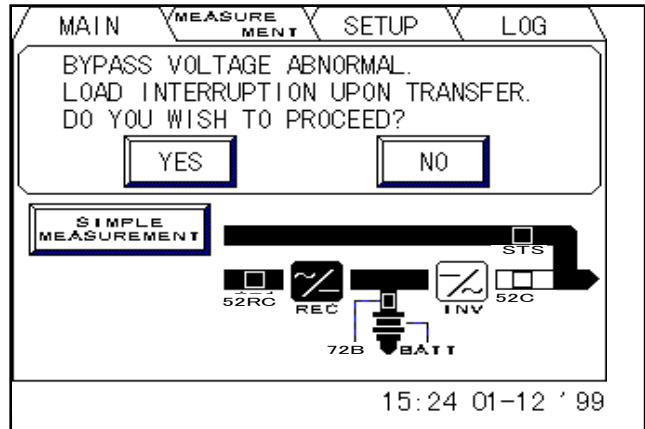 MAIN
MEASURE
MENT
SETUP
LOG
BYPASS VOLTAGE ABNORMAL.
LOAD INTERRUPTION UPON TRANSFER.
DO YOU WISH TO PROCEED?
YES
NO
SIMPLE
MEASUREMENT
STS
52RC
REC
INV
52C
72B
BATT
15:24 01-12 '99